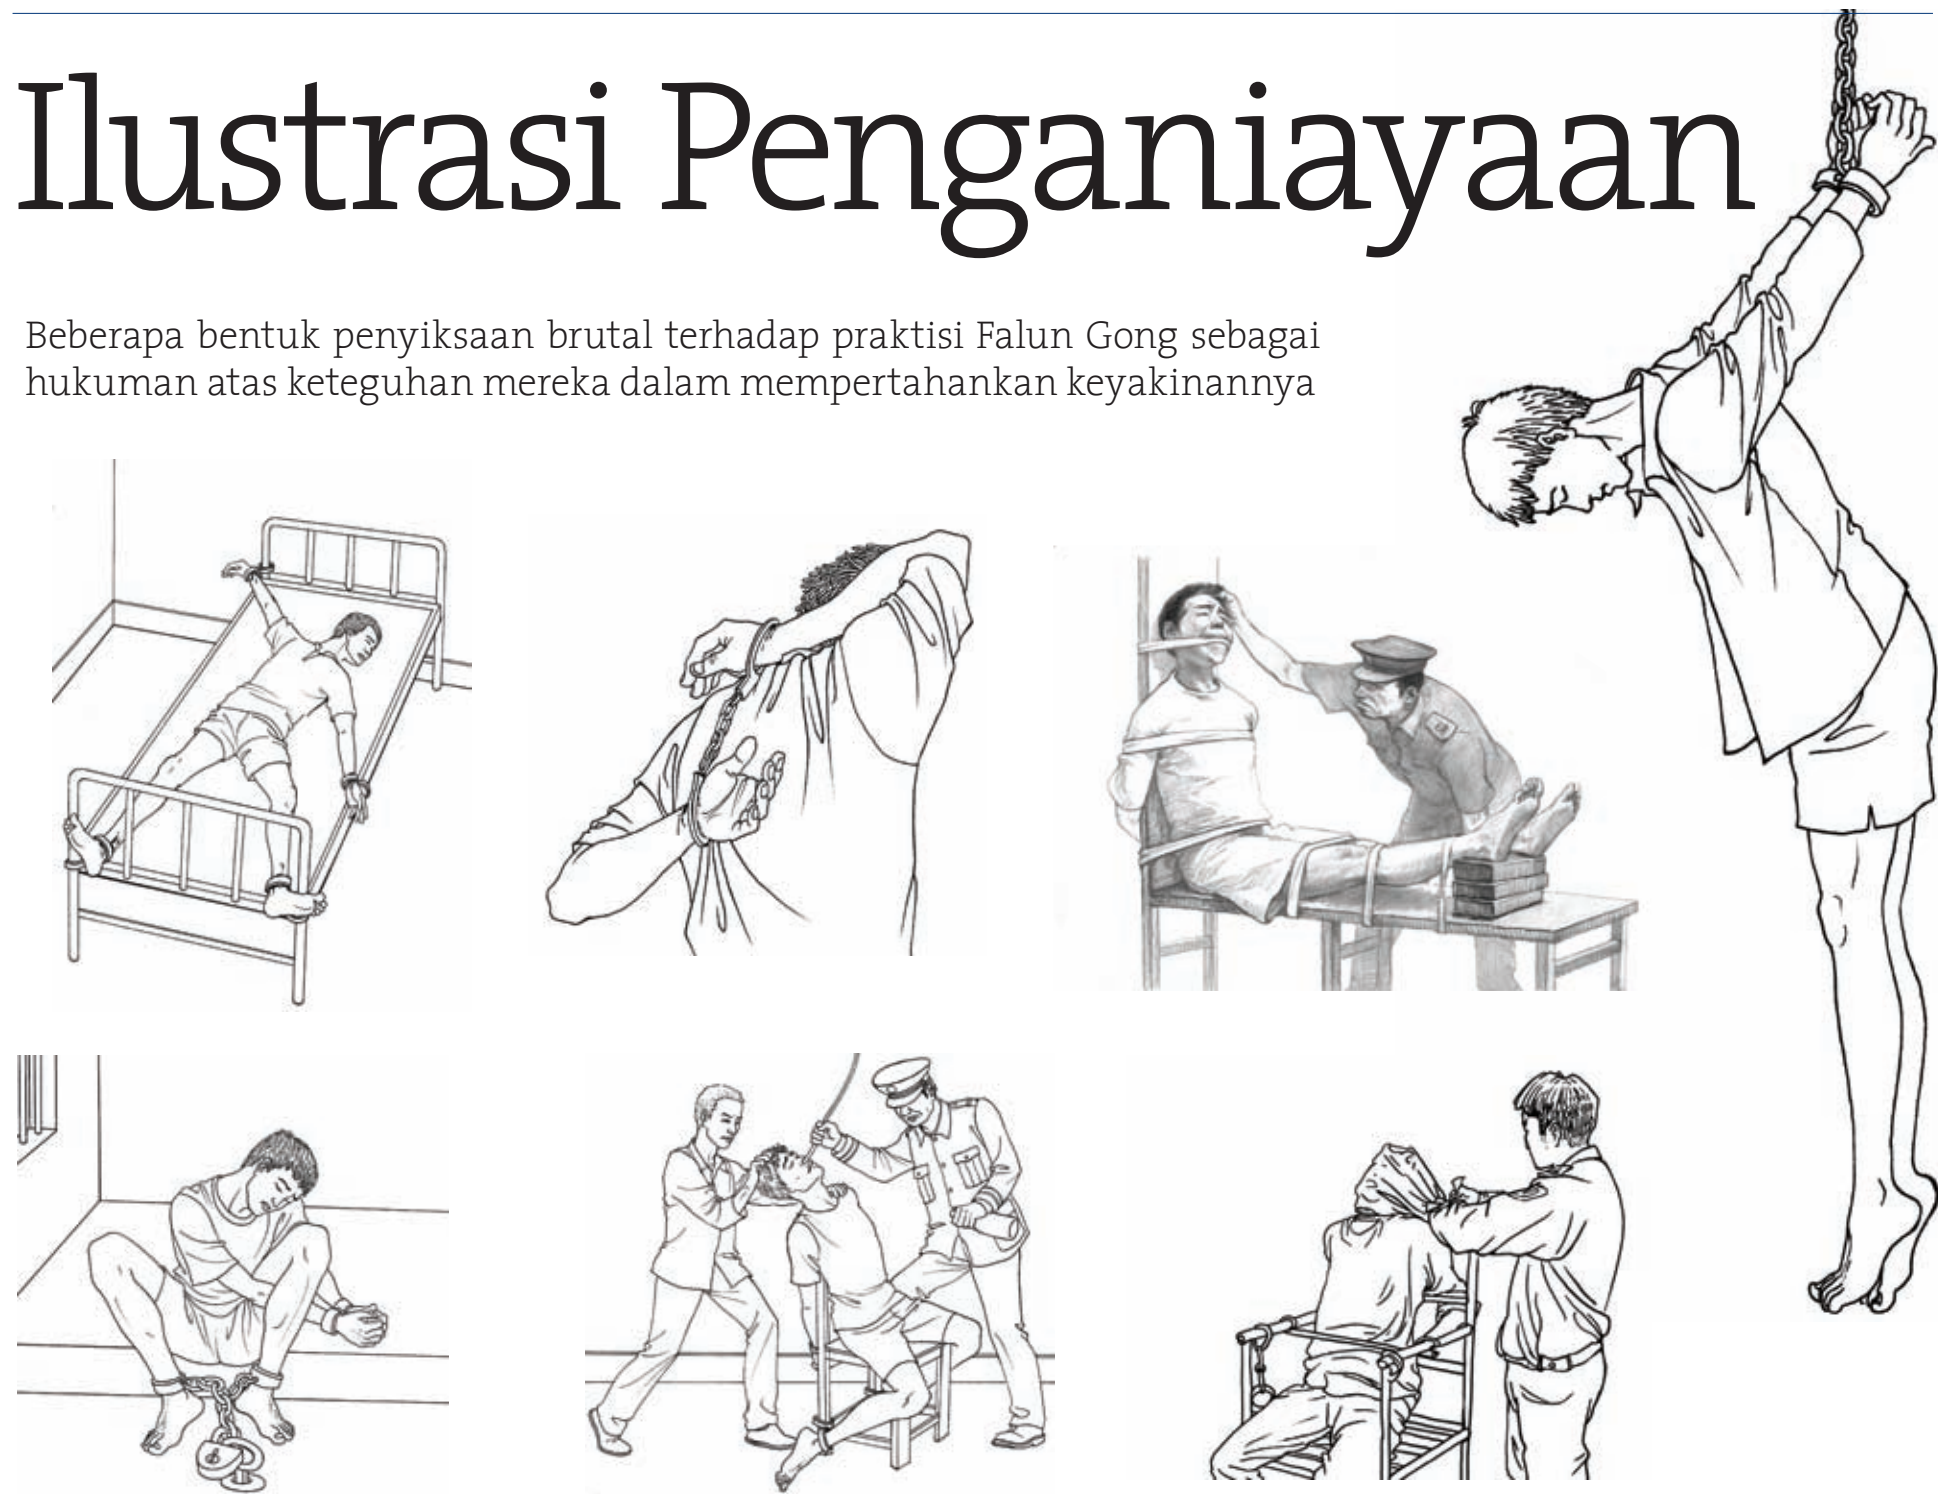 Ilustrasi Penganiayaan
Beberapa bentuk penyiksaan brutal terhadap praktisi Falun Gong sebagai
hukuman atas keteguhan mereka dalam mempertahankan keyakinannya